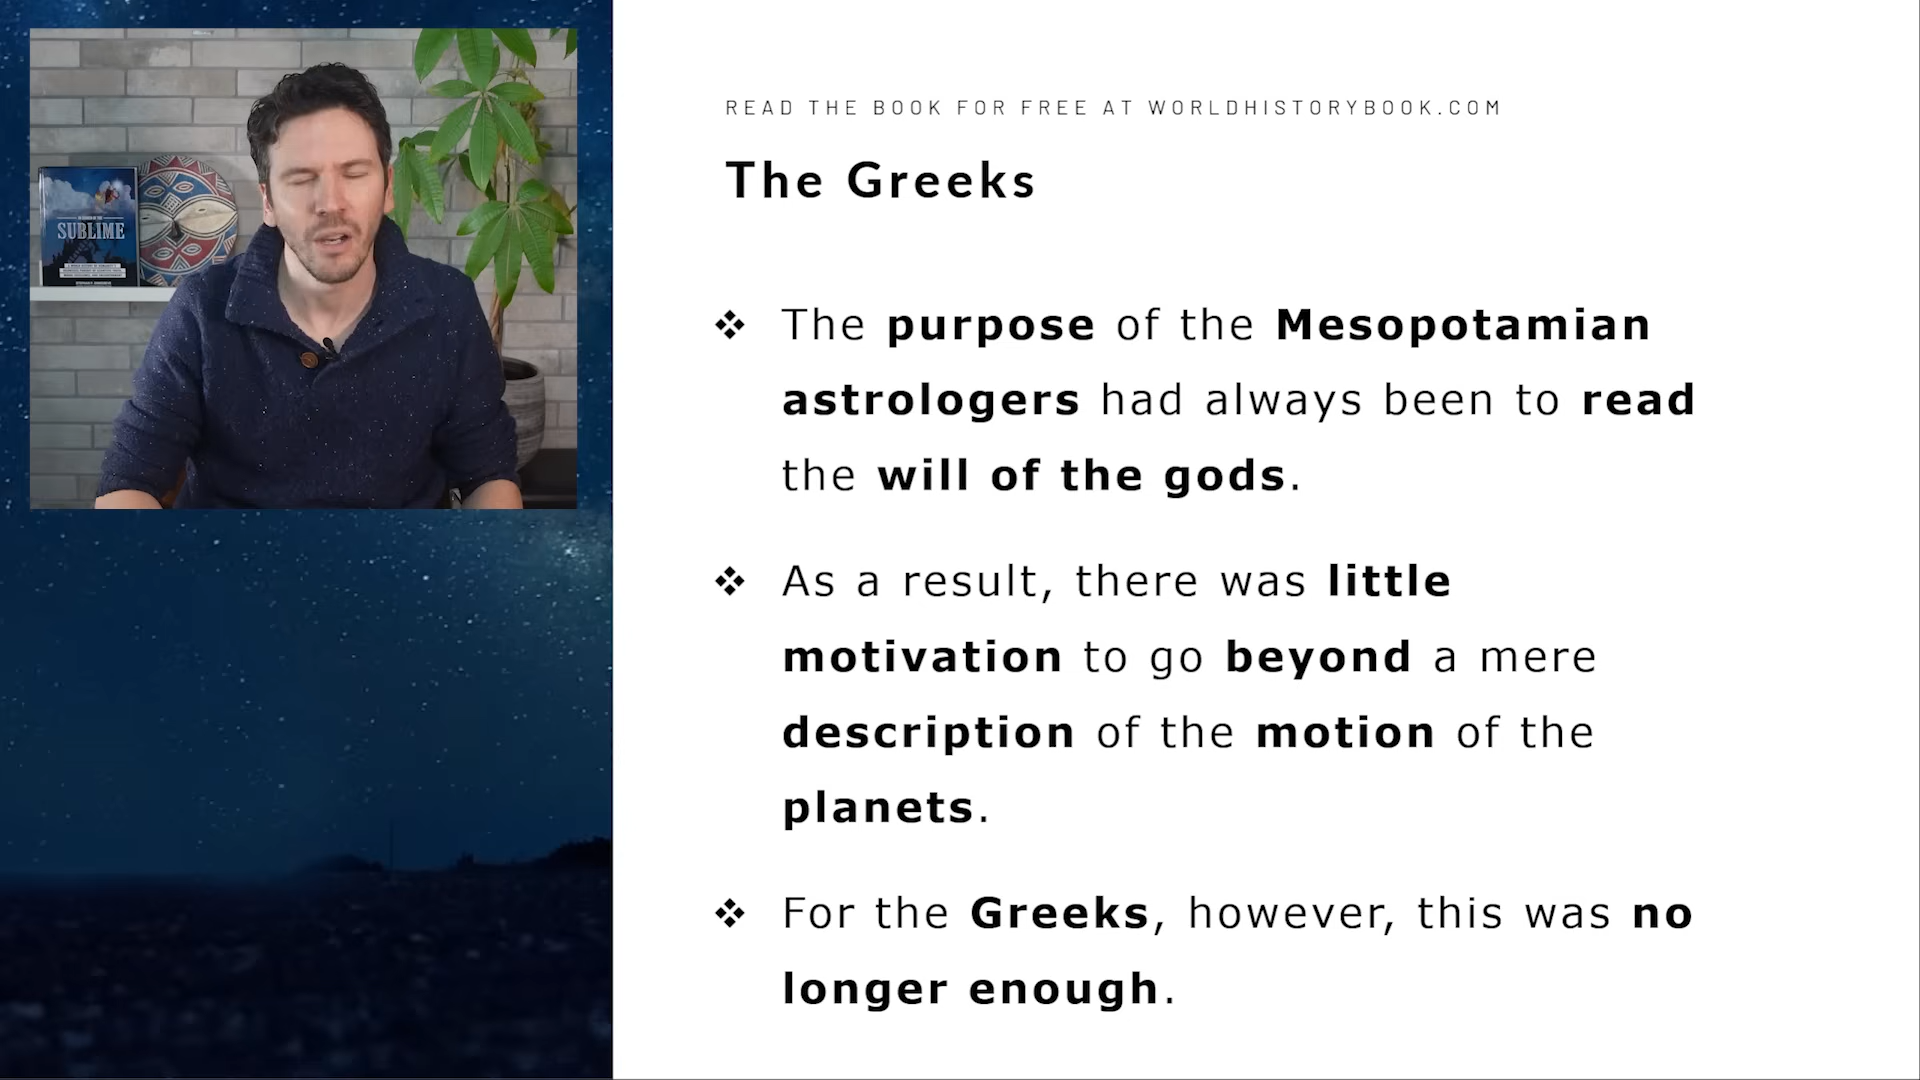 SUBLIME
READ THE BOOK FOR FREE AT WORLDHISTORYBOOK.COM
The Greeks
❖ The purpose of the Mesopotamian
astrologers had always been to read
the will of the gods.
❖ As a result, there was little
motivation to go beyond a mere
description of the motion of the
planets.
❖ For the Greeks, however, this was no
longer enough.